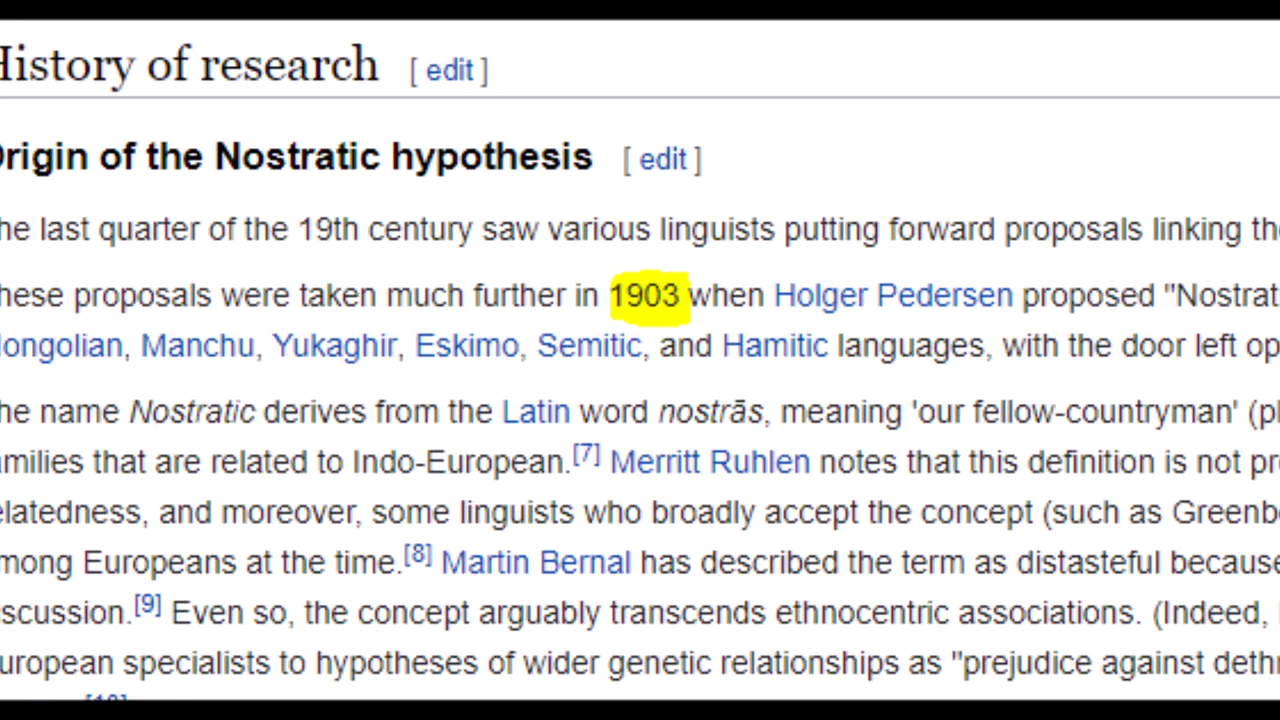 History of research [ edit ]
Origin of the Nostratic hypothesis [ edit ]
he last quarter of the 19th century saw various linguists putting forward proposals linking th
hese proposals were taken much further in 1903 when Holger Pedersen proposed "Nostrat
ongolian, Manchu, Yukaghir, Eskimo, Semitic, and Hamitic languages, with the door left op
he name Nostratic derives from the Latin word nostrās, meaning 'our fellow-countryman' (pl
amilies that are related to Indo-European.[7] Merritt Ruhlen notes that this definition is not pr
elatedness, and moreover, some linguists who broadly accept the concept (such as Greenb
mong Europeans at the time.[8] Martin Bernal has described the term as distasteful because
scussion.[9] Even so, the concept arguably transcends ethnocentric associations. (Indeed,
uropean specialists to hypotheses of wider genetic relationships as "prejudice against deth